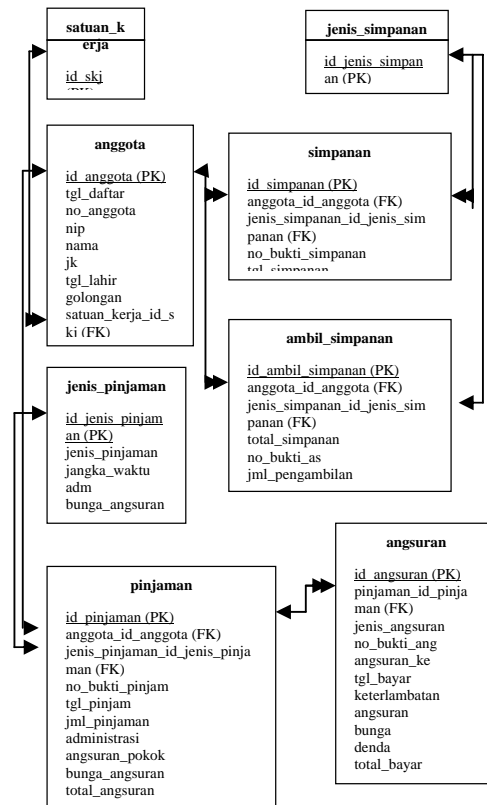 satuan_k
erja
id_skj
(PK)
jenis_simpanan
id_jenis_simpan
an (PK)
anggota
id_anggota (PK)
tgl_daftar
no_anggota
nip
nama
jk
tgl_lahir
golongan
satuan_kerja_id_s
kj (FK)
simpanan
id_simpanan (PK)
anggota_id_anggota (FK)
jenis_simpanan_id_jenis_sim
panan (FK)
no_bukti_simpanan
tgl_simpanan
ambil_simpanan
id_ambil_simpanan (PK)
anggota_id_anggota (FK)
jenis_simpanan_id_jenis_sim
panan (FK)
total_simpanan
no_bukti_as
jml_pengambilan
jenis_pinjaman
id_jenis_pinjam
an (PK)
jenis_pinjaman
jangka_waktu
adm
bunga_angsuran
pinjaman
id_pinjaman (PK)
anggota_id_anggota (FK)
jenis_pinjaman_id_jenis_pinja
man (FK)
no_bukti_pinjam
tgl_pinjam
jml_pinjaman
administrasi
angsuran_pokok
bunga_angsuran
total_angsuran
angsuran
id_angsuran (PK)
pinjaman_id_pinja
man (FK)
jenis_angsuran
no_bukti_ang
angsuran_ke
tgl_bayar
keterlambatan
angsuran
bunga
denda
total_bayar